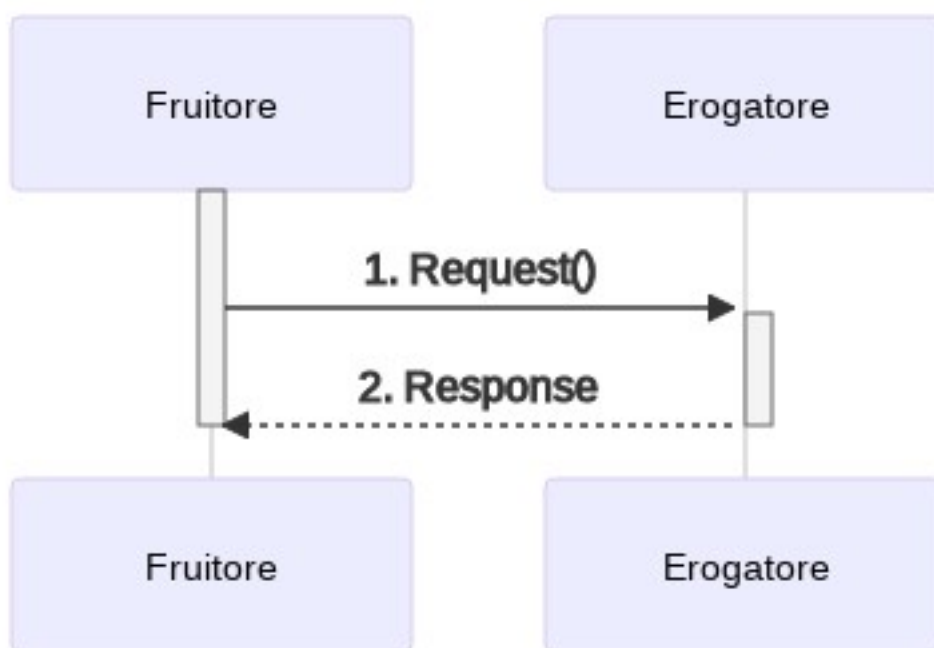 Fruitore
Erogatore
1. Request()
2. Response
Fruitore
Erogatore